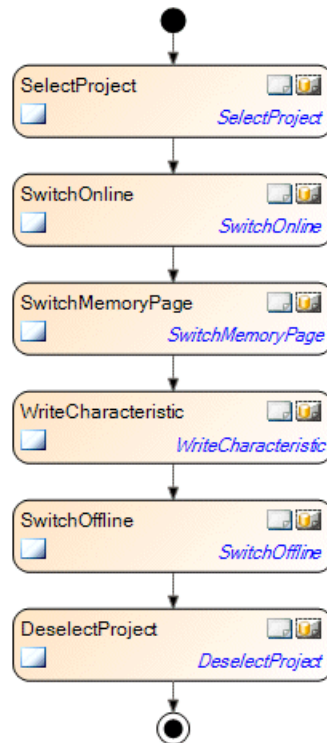 SelectProject
SelectProject
SwitchOnline
SwitchOnline
SwitchMemoryPage
SwitchMemoryPage
WriteCharacteristic
WriteCharacteristic
SwitchOffline
SwitchOffline
DeselectProject
DeselectProject